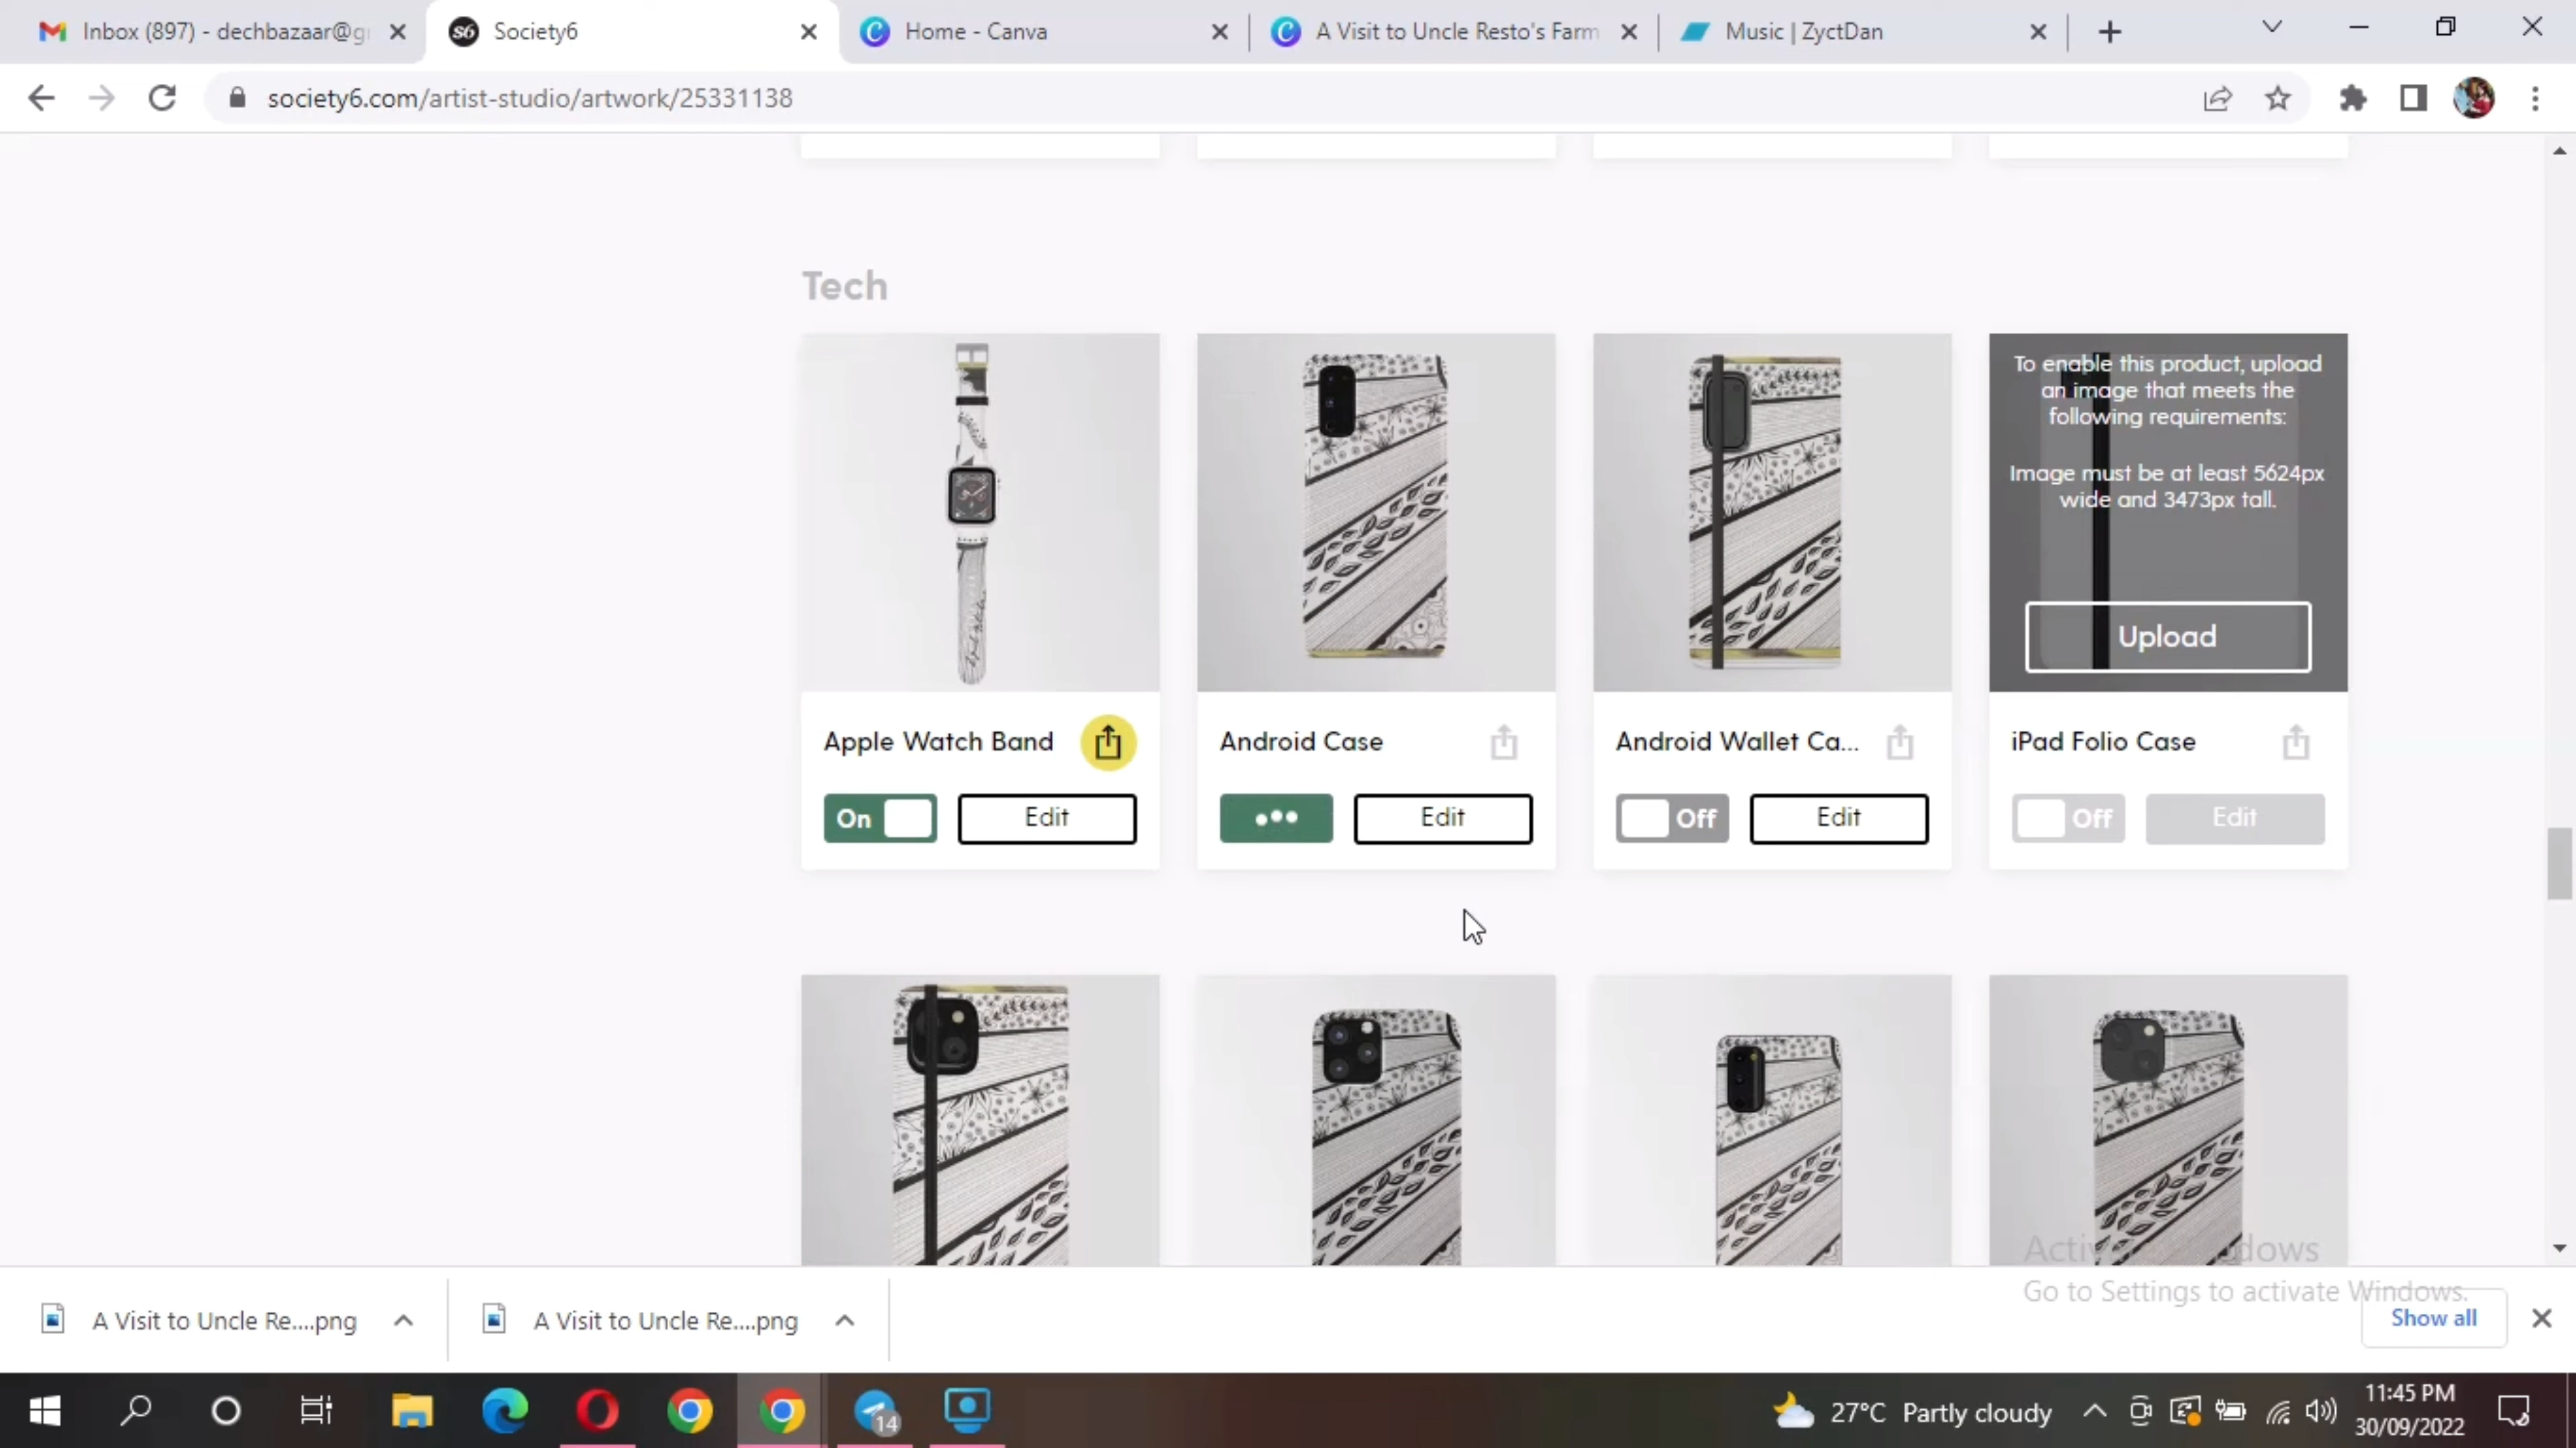 Inbox (897) - dechbazaar@g
Society6
Home - Canva
A Visit to Uncle Resto's Farm
Music | ZyctDan
society6.com/artist-studio/artwork/25331138
Tech
To enable this product, upload
an image that meets the
following requirements:
Image must be at least 5624px
wide and 3473px tall.
Upload
Apple Watch Band
Android Case
Android Wallet Ca...
iPad Folio Case
On
Edit
Edit
Off
Edit
Off
Edit
Go to Settings to activate Windows.
A Visit to Uncle Re....png
A Visit to Uncle Re....png
Show all
14
27°C Partly cloudy
11:45 PM
30/09/2022